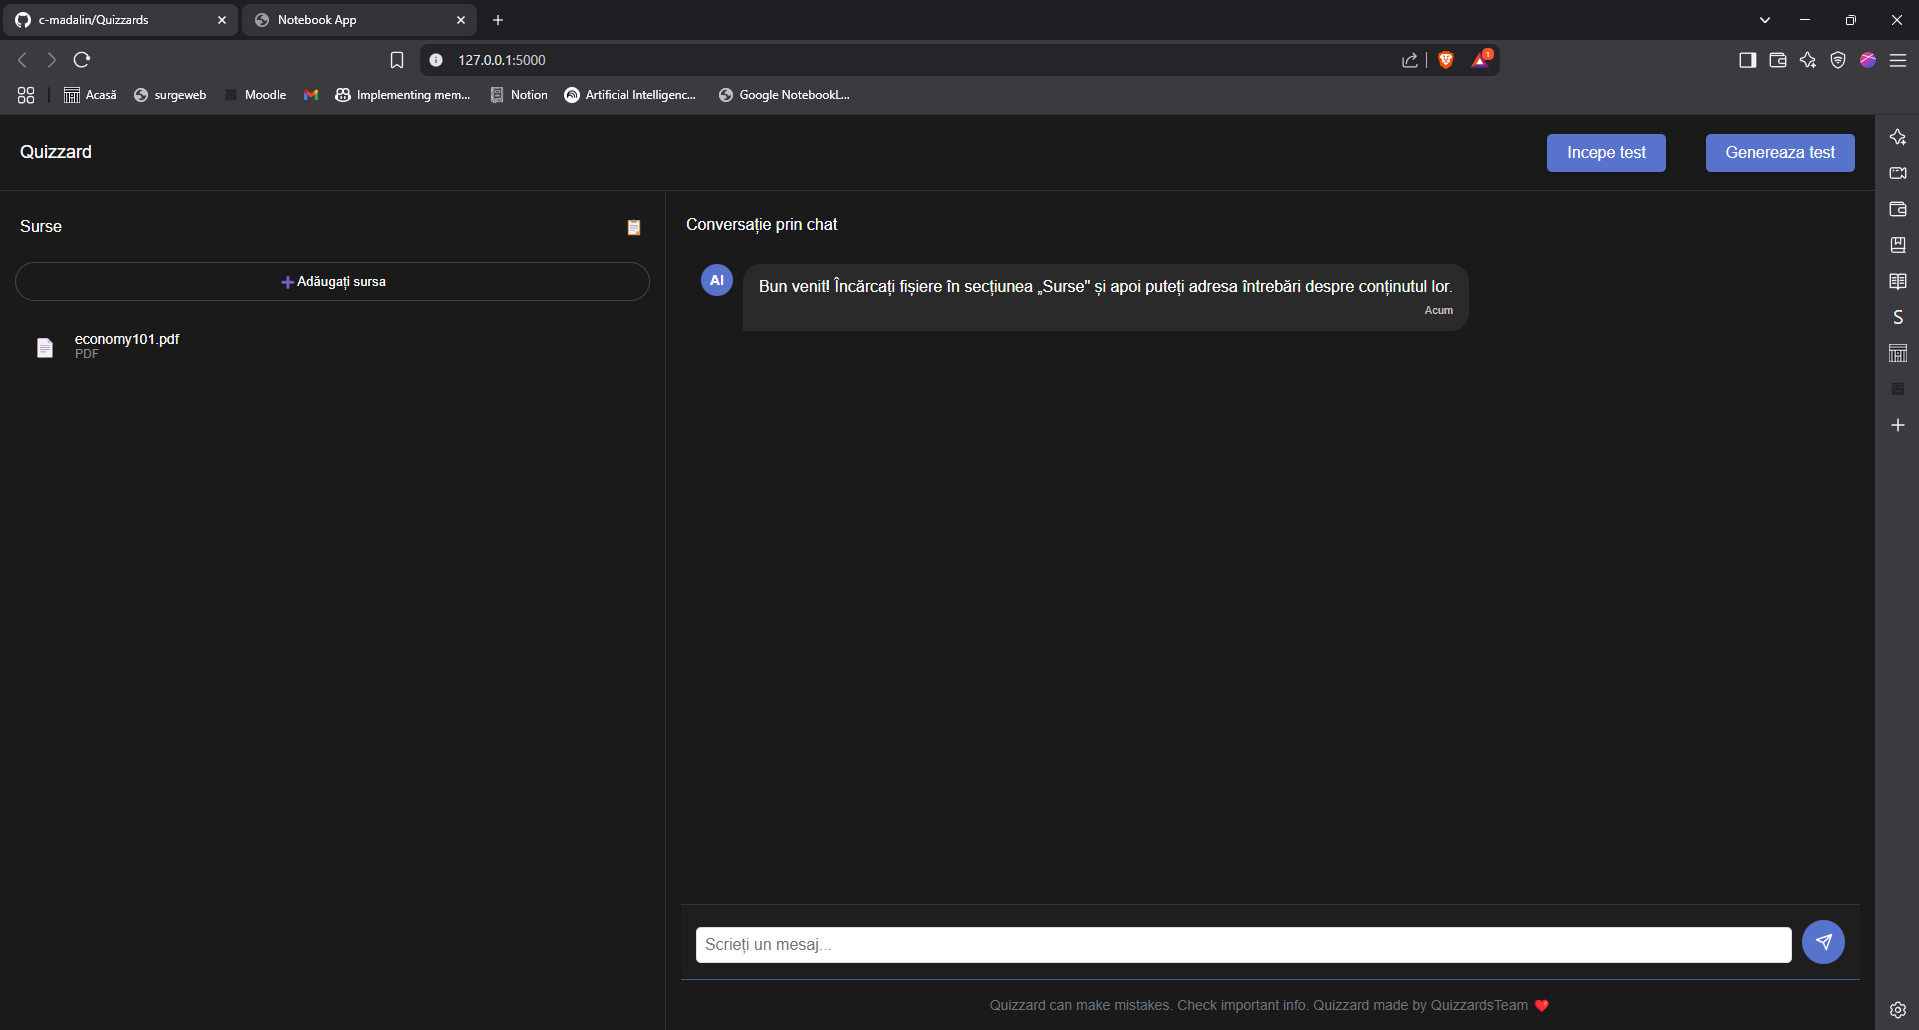 c-madalin/Quizzards
Notebook App
127.0.0.1:5000
1
Acasă
surgeweb
Moodle
Implementing mem...
Notion
Artificial Intelligenc...
Google NotebookL...
Quizzard
Incepe test
Genereaza test
Surse
Adăugați sursa
economy101.pdf
PDF
Conversație prin chat
AI
Bun venit! Încărcați fișiere în secțiunea „Surse" și apoi puteți adresa întrebări despre conținutul lor.
Acum
S
Scrieți un mesaj...
Quizzard can make mistakes. Check important info. Quizzard made by QuizzardsTeam ❤️